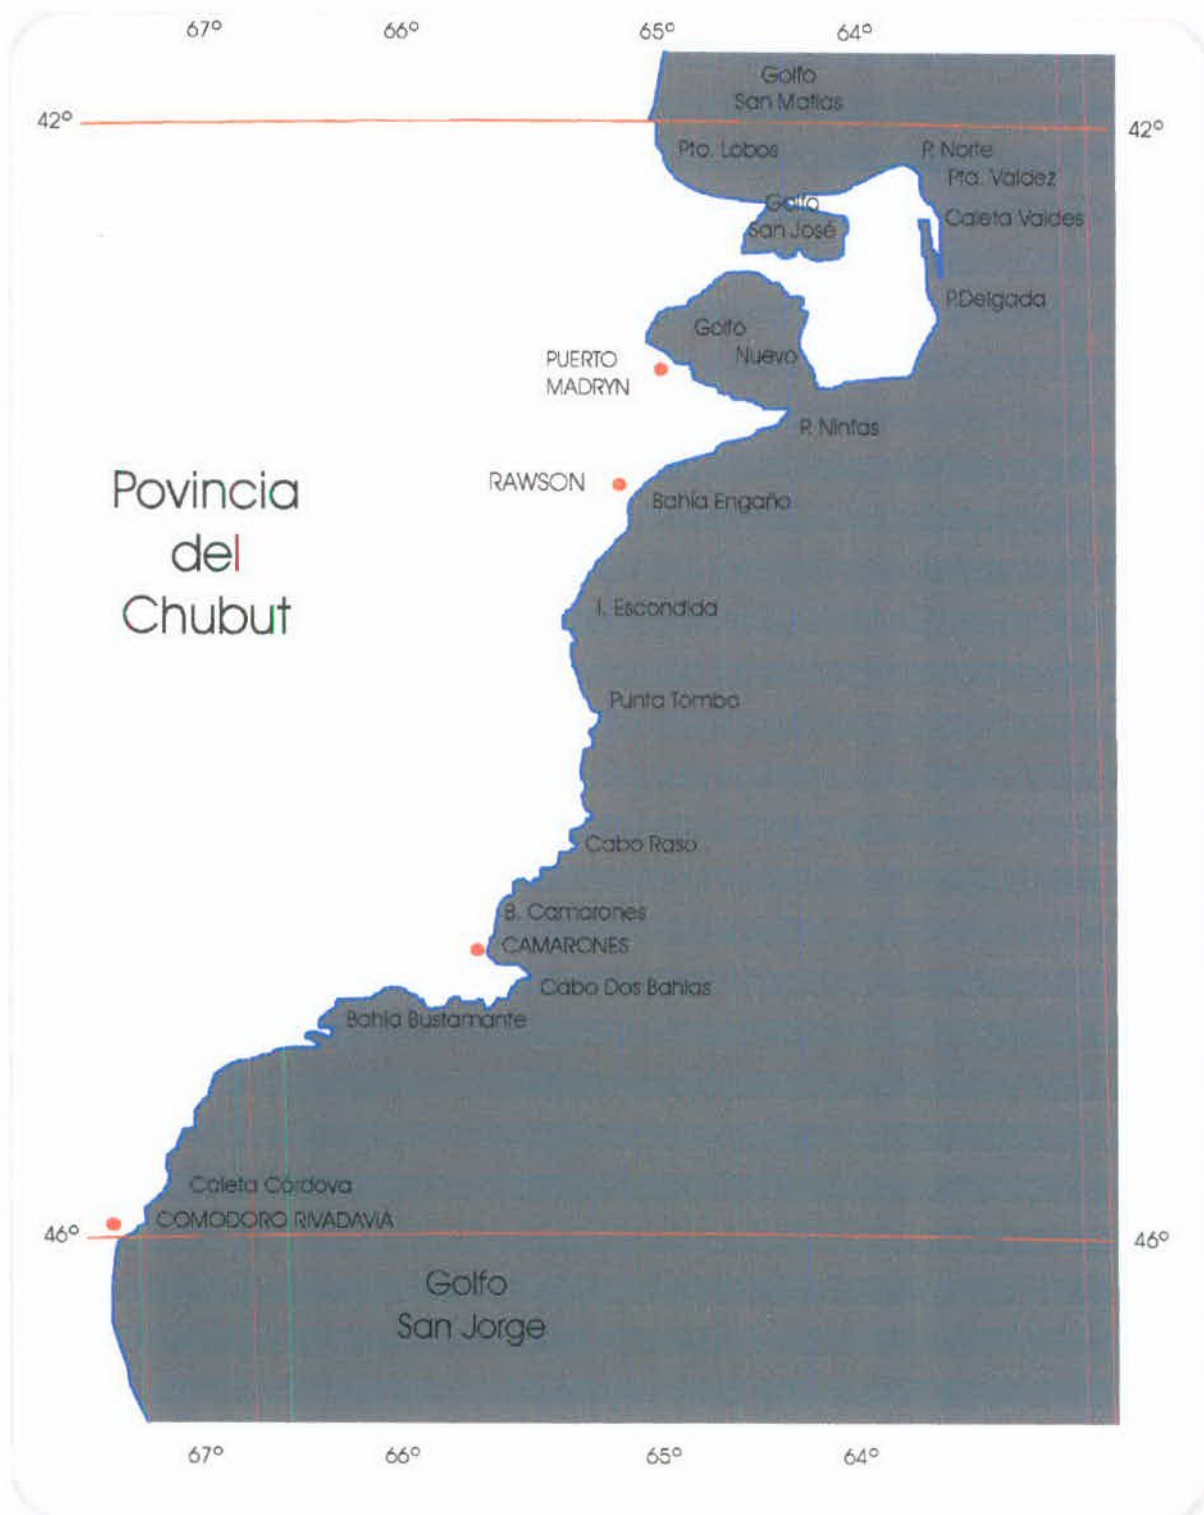 67° 66° 65° 64°
Golfo
San Matías
42° 42°
Pto. Lobos
P. Norte
Pta. Valdez
Golfo
San José
Caleta Valdes
P.Delgada
Golfo
Nuevo
PUERTO
MADRYN
P. Ninfas
RAWSON
Bahía Engaño
Povincia
del
Chubut
I. Escondida
Punta Tombo
Cabo Raso
B. Camarones
CAMARONES
Cabo Dos Bahías
Bahía Bustamante
Caleta Córdova
COMODORO RIVADAVIA
46° 46°
Golfo
San Jorge
67° 66° 65° 64°